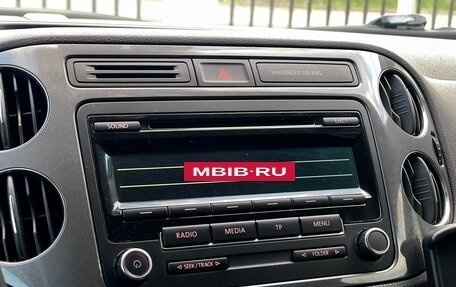 PASSENGER AIR BAG
SOUND
EJECT
MBIB-RU
RADIO MEDIA TP MENU
SEEK / TRACK
FOLDER